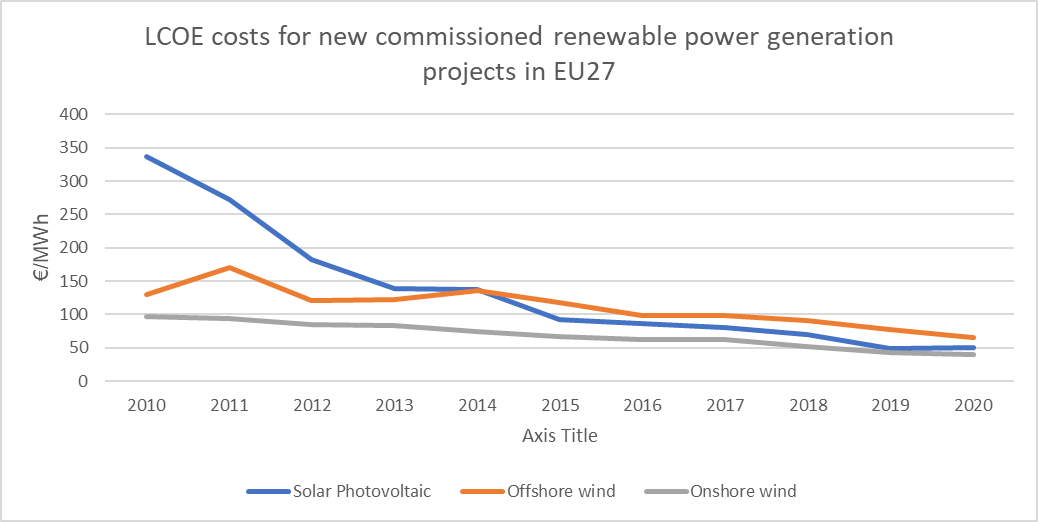 LCOE costs for new commissioned renewable power generation
projects in EU27
400
350
300
250
200
150
100
50
0
€/MWh
2010 2011 2012 2013 2014 2015 2016 2017 2018 2019 2020
Axis Title
Solar Photovoltaic Offshore wind Onshore wind